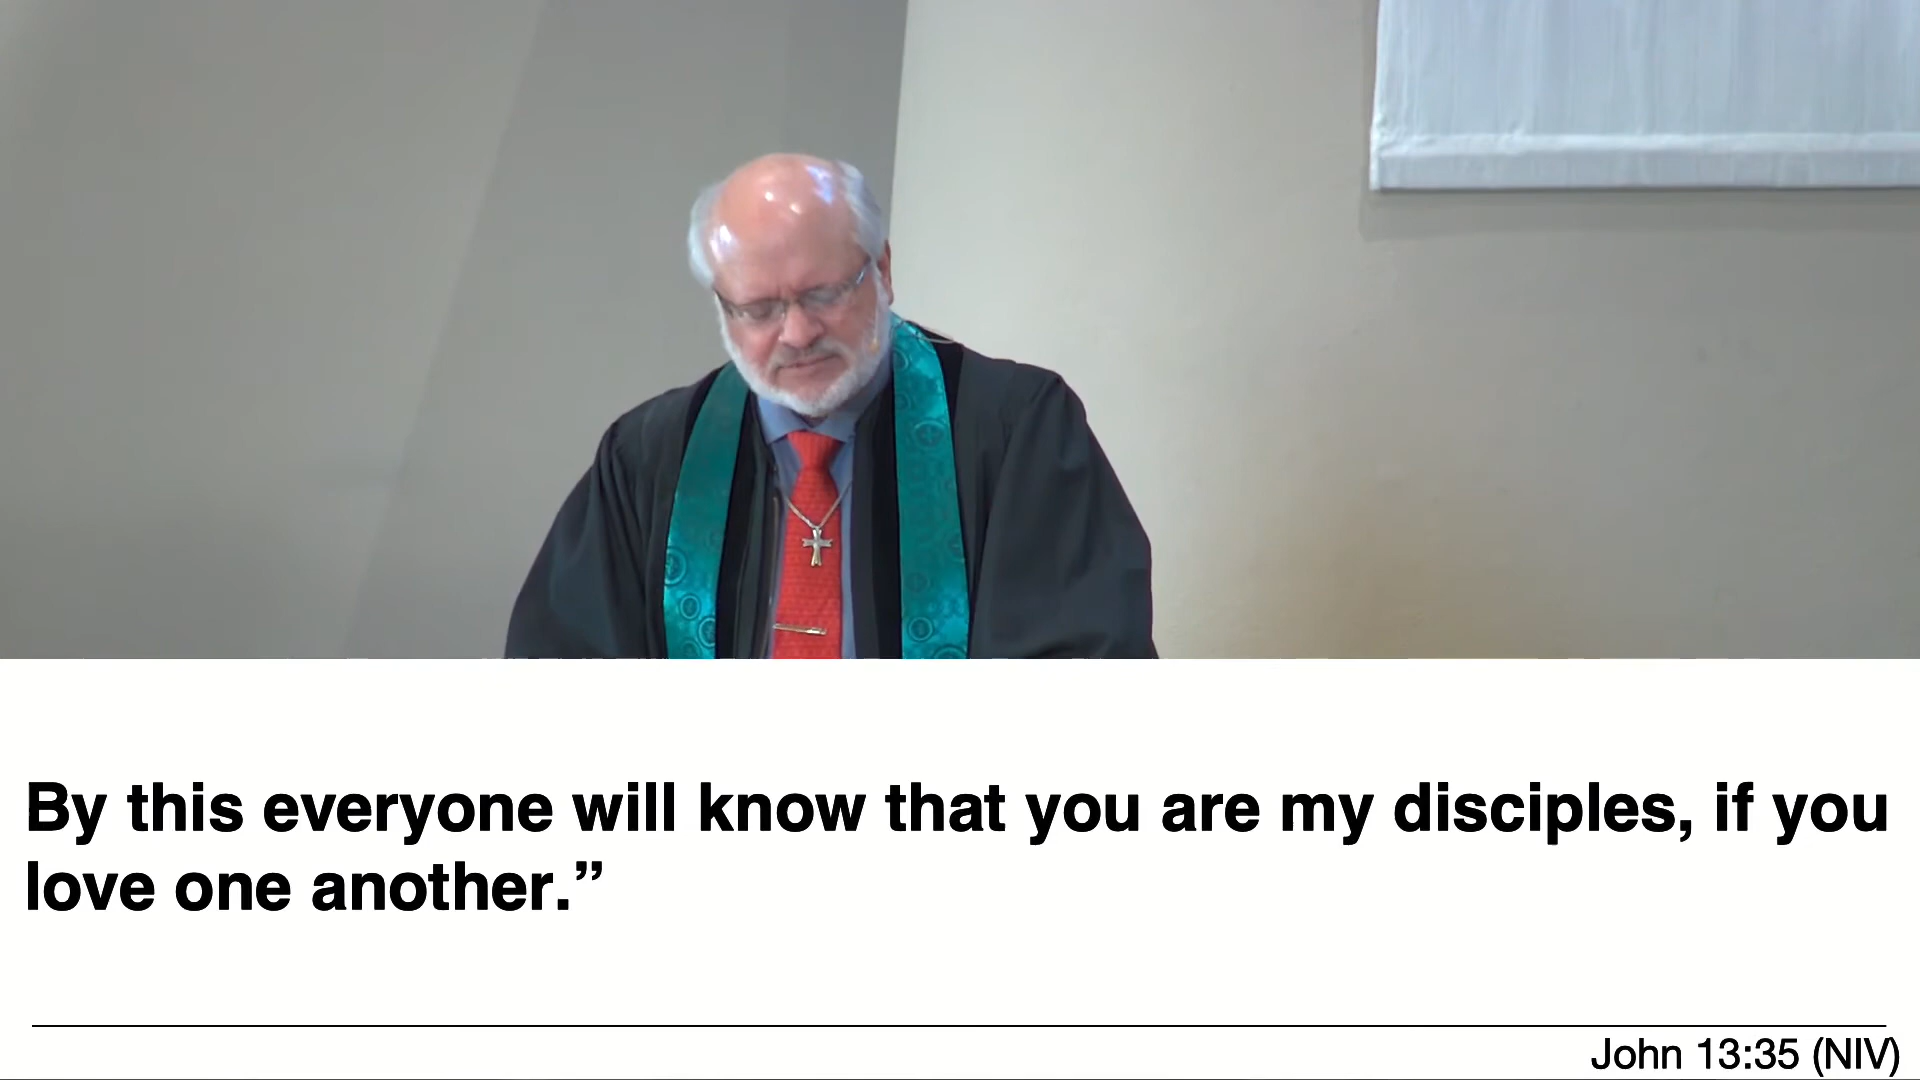 By this everyone will know that you are my disciples, if you
love one another.”
John 13:35 (NIV)